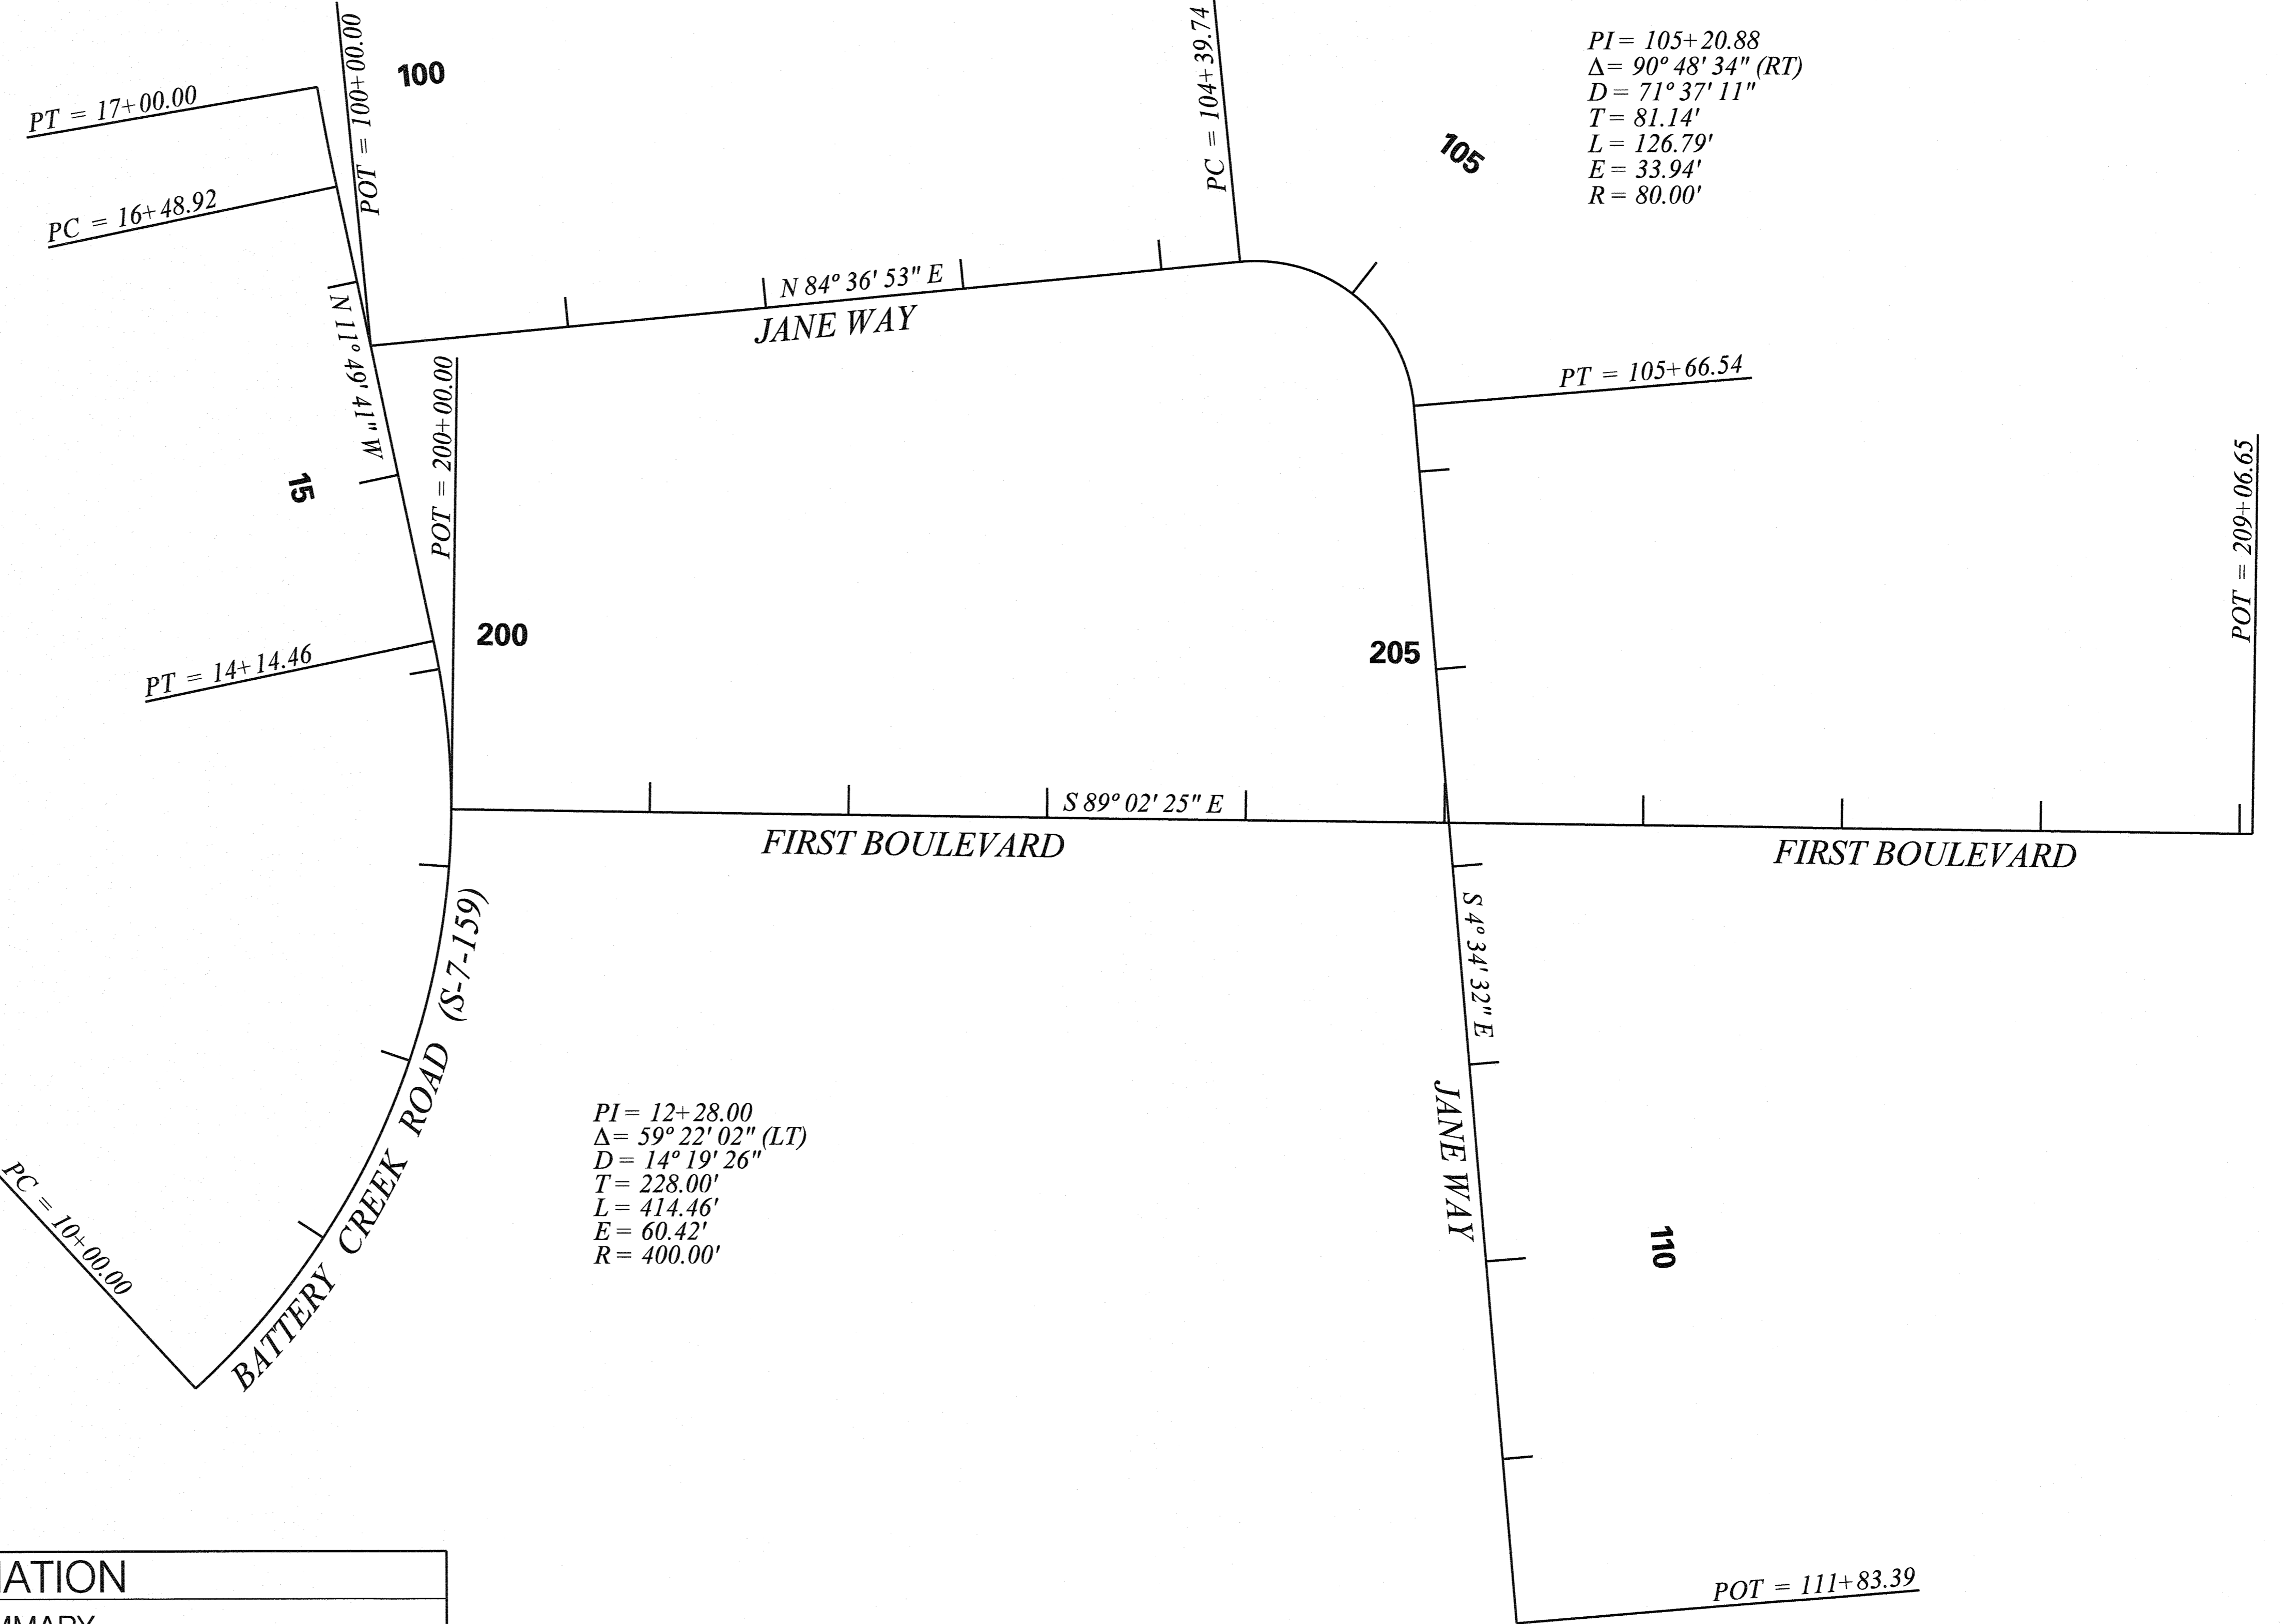 POT = 100+00.00
100
PC = 104+39.74
PI = 105+20.88
Δ = 90° 48' 34" (RT)
D = 71° 37' 11"
T = 81.14'
L = 126.79'
E = 33.94'
R = 80.00'
105
PT = 17+00.00
PC = 16+48.92
N 84° 36' 53" E
JANE WAY
N 11° 49' 41" W
PT = 105+66.54
POT = 200+00.00
15
POT = 209+06.65
PT = 14+14.46
200
205
S 89° 02' 25" E
FIRST BOULEVARD
FIRST BOULEVARD
S 4° 34' 32" E
BATTERY CREEK ROAD (S-7-159)
PI = 12+28.00
Δ = 59° 22' 02" (LT)
D = 14° 19' 26"
T = 228.00'
L = 414.46'
E = 60.42'
R = 400.00'
JANE WAY
PC = 10+00.00
110
POT = 111+83.39